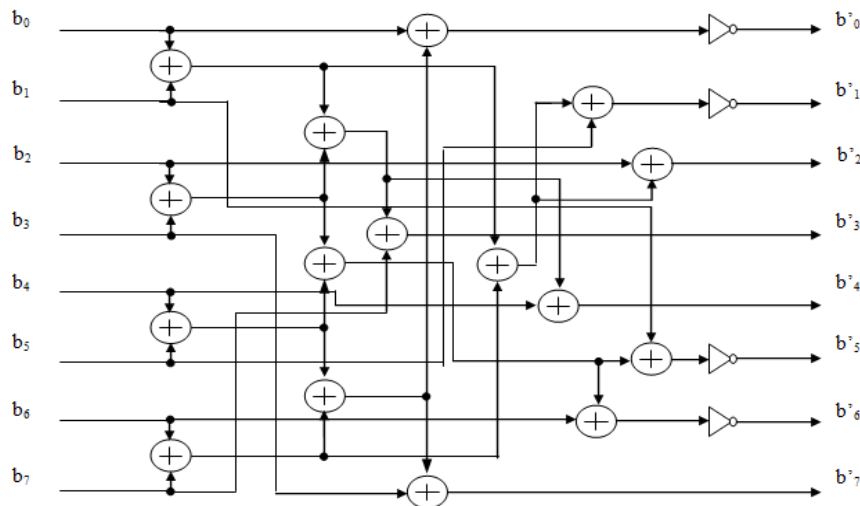 b₀ b'₀
b₁ b'₁
b₂ b'₂
b₃ b'₃
b₄ b'₄
b₅ b'₅
b₆ b'₆
b₇ b'₇